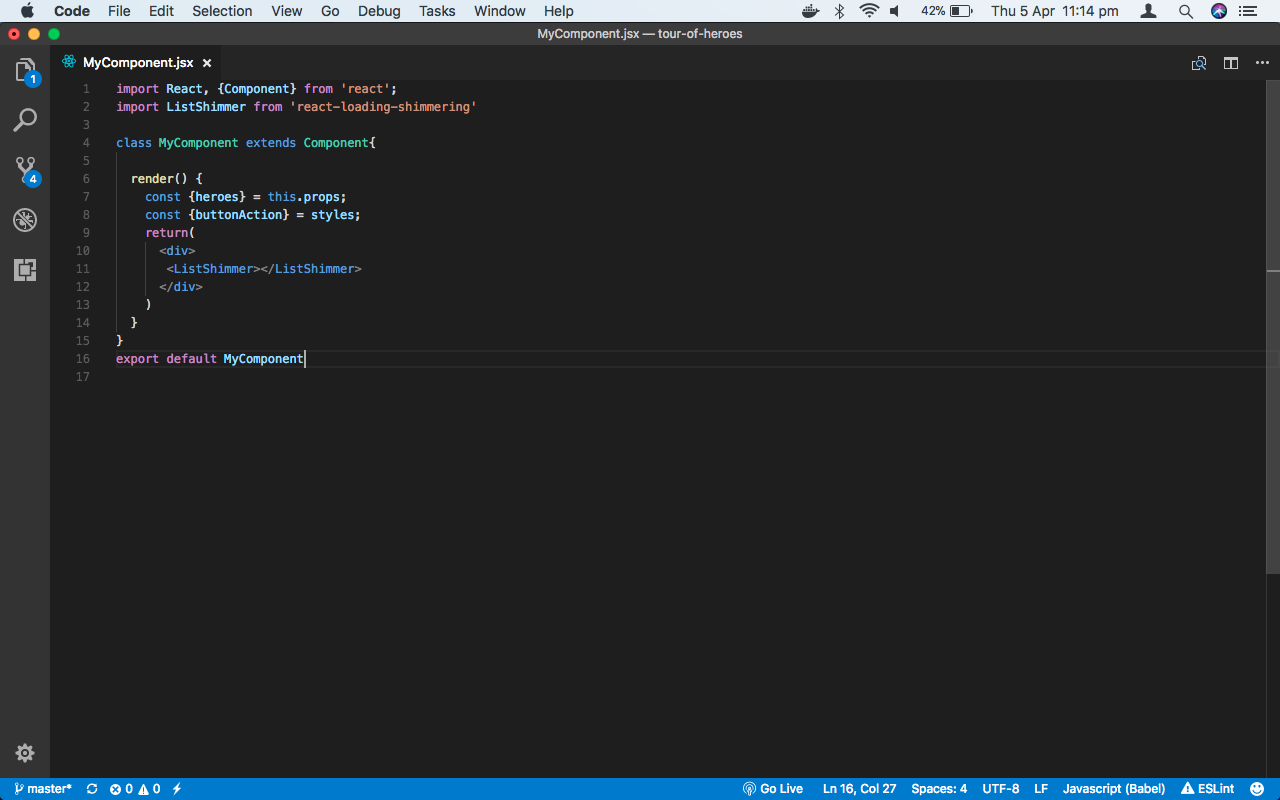 Code File Edit Selection View Go Debug Tasks Window Help 42% Thu 5 Apr 11:14 pm
MyComponent.jsx — tour-of-heroes
MyComponent.jsx
1 import React, {Component} from 'react';
2 import ListShimmer from 'react-loading-shimmering'
3
4 class MyComponent extends Component{
5
6 render() {
7 const {heroes} = this.props;
8 const {buttonAction} = styles;
9 return(
10 <div>
11 <ListShimmer></ListShimmer>
12 </div>
13 )
14 }
15 }
16 export default MyComponent
17
1
4
master* 0 0 Go Live Ln 16, Col 27 Spaces: 4 UTF-8 LF Javascript (Babel) ESLint